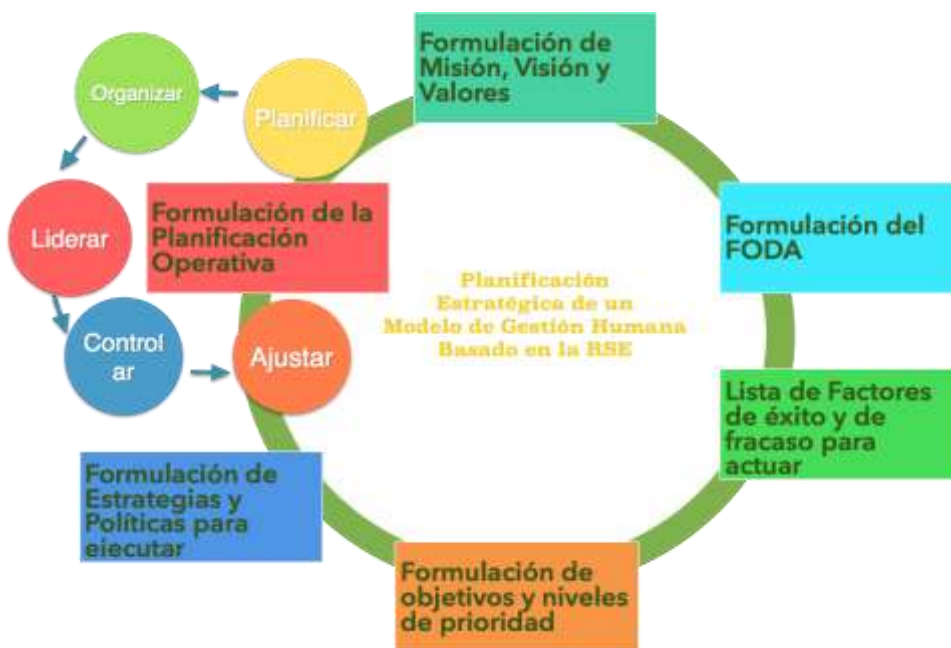 Formulación de
Misión, Visión y
Valores
Organizar
Planificar
Liderar
Formulación de la
Planificación
Operativa
Formulación del
FODA
Planificación
Estratégica de un
Modelo de Gestión Humana
Basado en la RSE
Control
ar
Ajustar
Lista de Factores
de éxito y de
fracaso para
actuar
Formulación de
Estrategias y
Políticas para
ejecutar
Formulación de
objetivos y niveles
de prioridad